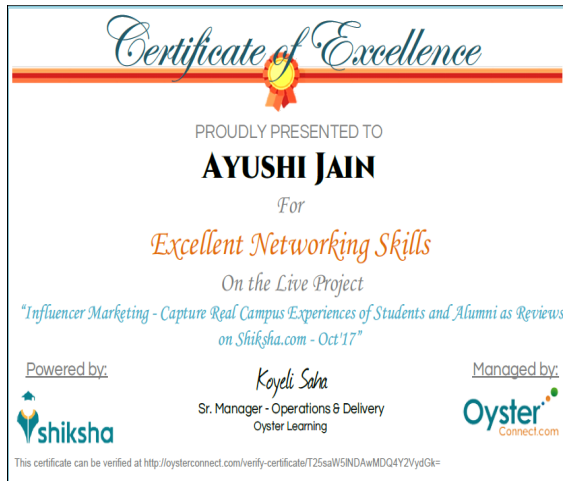 Certificate of Excellence
PROUDLY PRESENTED TO
AYUSHI JAIN
For
Excellent Networking Skills
On the Live Project
"Influencer Marketing - Capture Real Campus Experiences of Students and Alumni as Reviews
on Shiksha.com - Oct'17"
Powered by:
shiksha
Koyeli Saha
Sr. Manager - Operations & Delivery
Oyster Learning
Managed by:
Oyster
Connect.com
This certificate can be verified at http://oysterconnect.com/verify-certificate/T25saW5lNDAwMDQ4Y2VydGk=